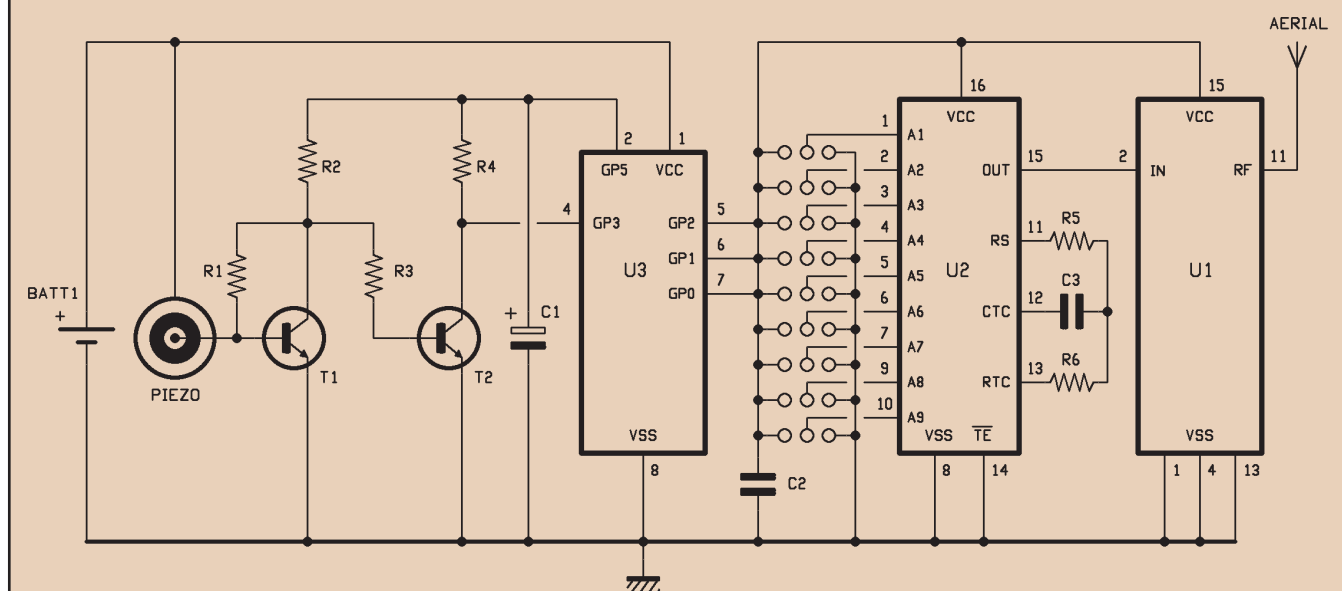 AERIAL
BATT1
+
PIEZO
R1
R2
T1
R3
R4
T2
+
C1
2
1
GP5
VCC
4
GP3
U3
GP2
5
GP1
6
GP0
7
VSS
8
C2
1
2
3
4
5
6
7
9
10
16
VCC
A1
A2
A3
A4
A5
A6
A7
A8
A9
U2
OUT
15
RS
11
R5
CTC
12
C3
RTC
13
R6
VSS
TE
8
14
15
VCC
2
IN
RF
11
U1
VSS
1
4
13